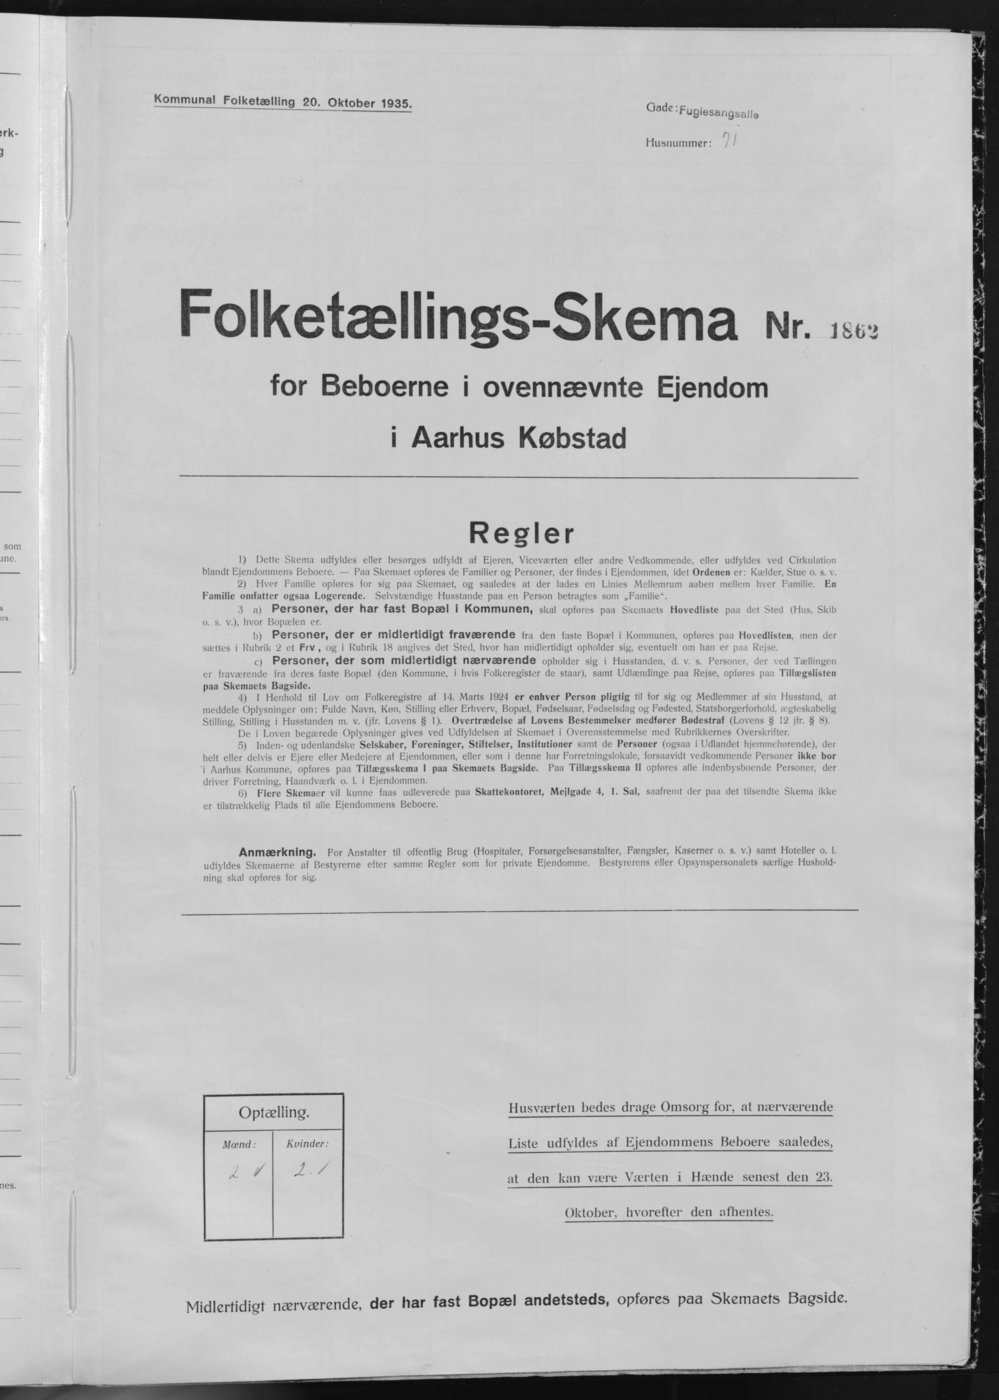 Kommunal Folketælling 20. Oktober 1935.
Gade: Fuglesangsalle
Husnummer: 71
Folketællings-Skema Nr. 1862
for Beboerne i ovennævnte Ejendom
i Aarhus Købstad
Regler
1) Dette Skema udfyldes eller besørges udfyldt af Ejeren, Viceværten eller andre Vedkommende, eller udfyldes ved Cirkulation
blandt Ejendommens Beboere. — Paa Skemaet opføres de Familier og Personer, der findes i Ejendommen, idet Ordenen er: Kælder, Stue o. s. v.
2) Hver Familie opføres for sig paa Skemaet, og saaledes at der lades en Linies Mellemrum aaben mellem hver Familie. En
Familie omfatter ogsaa Logerende. Selvstændige Husstande paa en Person betragtes som „Familie“.
3 a) Personer, der har fast Bopæl i Kommunen, skal opføres paa Skemaets Hovedliste paa det Sted (Hus, Skib
o. s. v.), hvor Bopælen er.
b) Personer, der er midlertidigt fraværende fra den faste Bopæl i Kommunen, opføres paa Hovedlisten, men der
sættes i Rubrik 2 et Frv, og i Rubrik 18 angives det Sted, hvor han midlertidigt opholder sig, eventuelt om han er paa Rejse.
c) Personer, der som midlertidigt nærværende opholder sig i Husstanden, d. v. s. Personer, der ved Tællingen
er fraværende fra deres faste Bopæl (den Kommune, i hvis Folkeregister de staar), samt Udlændinge paa Rejse, opføres paa Tillægslisten
paa Skemaets Bagside.
4) I Henhold til Lov om Folkeregistre af 14. Marts 1924 er enhver Person pligtig til for sig og Medlemmer af sin Husstand, at
meddele Oplysninger om: Fulde Navn, Køn, Stilling eller Erhverv, Bopæl, Fødselsaar, Fødselsdag og Fødested, Statsborgerforhold, ægteskabelig
Stilling, Stilling i Husstanden m. v. (jfr. Lovens § 1). Overtrædelse af Lovens Bestemmelser medfører Bødestraf (Lovens § 12 jfr. § 8).
De i Loven begærede Oplysninger gives ved Udfyldelsen af Skemaet i Overensstemmelse med Rubrikkernes Overskrifter.
5) Inden- og udenlandske Selskaber, Foreninger, Stiftelser, Institutioner samt de Personer (ogsaa i Udlandet hjemmehørende), der
helt eller delvis er Ejere eller Medejere af Ejendommen, eller som i denne har Forretningslokale, forsaavidt vedkommende Personer ikke bor
i Aarhus Kommune, opføres paa Tillægsskema I paa Skemaets Bagside. Paa Tillægsskema II opføres alle indenbysboende Personer, der
driver Forretning, Haandværk o. l. i Ejendommen.
6) Flere Skemaer vil kunne faas udleverede paa Skattekontoret, Mejlgade 4, 1. Sal, saafremt der paa det tilsendte Skema ikke
er tilstrækkelig Plads til alle Ejendommens Beboere.
Anmærkning. For Anstalter til offentlig Brug (Hospitaler, Forsørgelsesanstalter, Fængsler, Kaserner o. s. v.) samt Hoteller o. l.
udfyldes Skemaerne af Bestyrerne efter samme Regler som for private Ejendomme. Bestyrerens eller Opsynspersonalets særlige Hushold-
ning skal opføres for sig.
Optælling.
Mænd: Kvinder:
2 2
Husværten bedes drage Omsorg for, at nærværende
Liste udfyldes af Ejendommens Beboere saaledes,
at den kan være Værten i Hænde senest den 23.
Oktober, hvorefter den afhentes.
Midlertidigt nærværende, der har fast Bopæl andetsteds, opføres paa Skemaets Bagside.